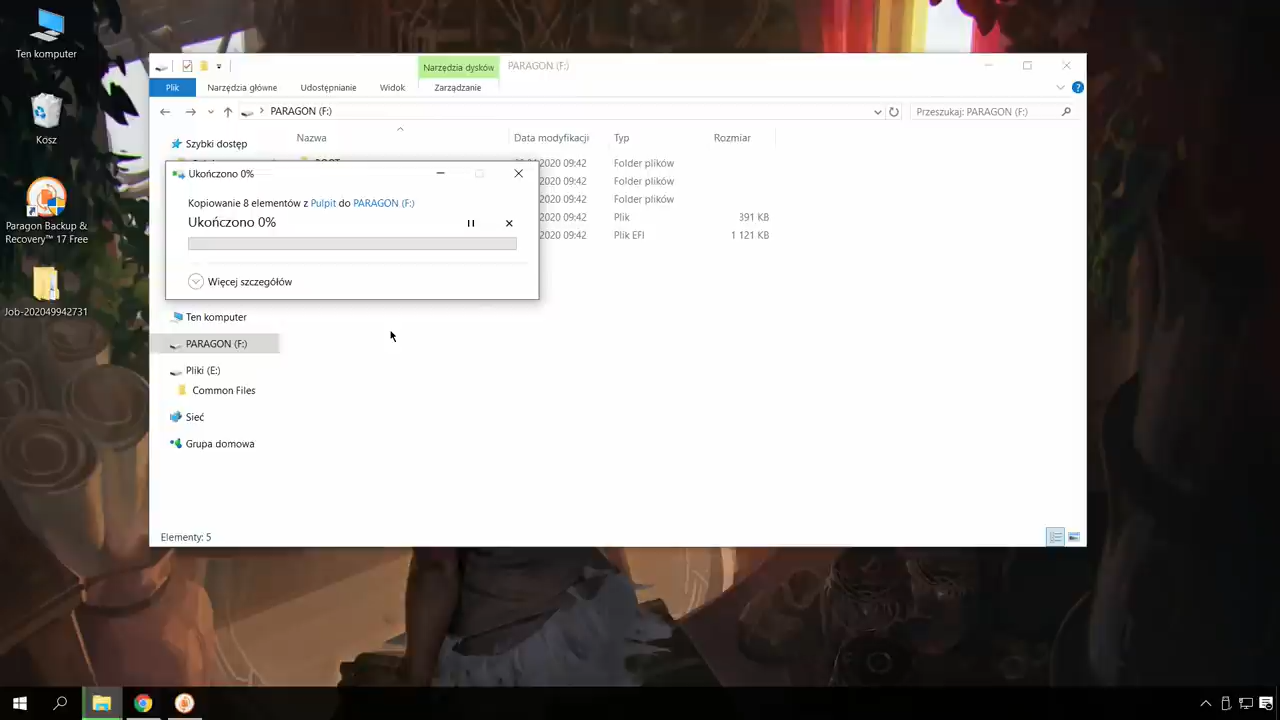 Ten komputer
Kosz
Paragon Backup &
Recovery™ 17 Free
Job-202049942731
Narzędzia dysków
PARAGON (F:)
Plik
Narzędzia główne
Udostępnianie
Widok
Zarządzanie
PARAGON (F:)
Przeszukaj: PARAGON (F:)
Nazwa
Data modyfikacji
Typ
Rozmiar
Szybki dostęp
2020 09:42
Folder plików
2020 09:42
Folder plików
2020 09:42
Folder plików
2020 09:42
Plik
391 KB
2020 09:42
Plik EFI
1 121 KB
Ukończono 0%
Kopiowanie 8 elementów z Pulpit do PARAGON (F:)
Ukończono 0%
Więcej szczegółów
Ten komputer
PARAGON (F:)
Pliki (E:)
Common Files
Sieć
Grupa domowa
Elementy: 5